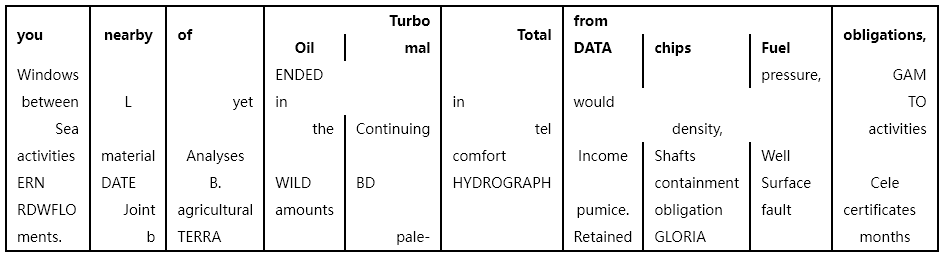 Turbo from
you nearby of Total obligations,
Oil mal DATA chips Fuel
Windows ENDED pressure, GAM
between L yet in in would TO
Sea the Continuing tel density, activities
activities material Analyses comfort Income Shafts Well
ERN DATE B. WILD BD HYDROGRAPH containment Surface Cele
RDWFLO Joint agricultural amounts pumice. obligation fault certificates
ments. b TERRA pale- Retained GLORIA months